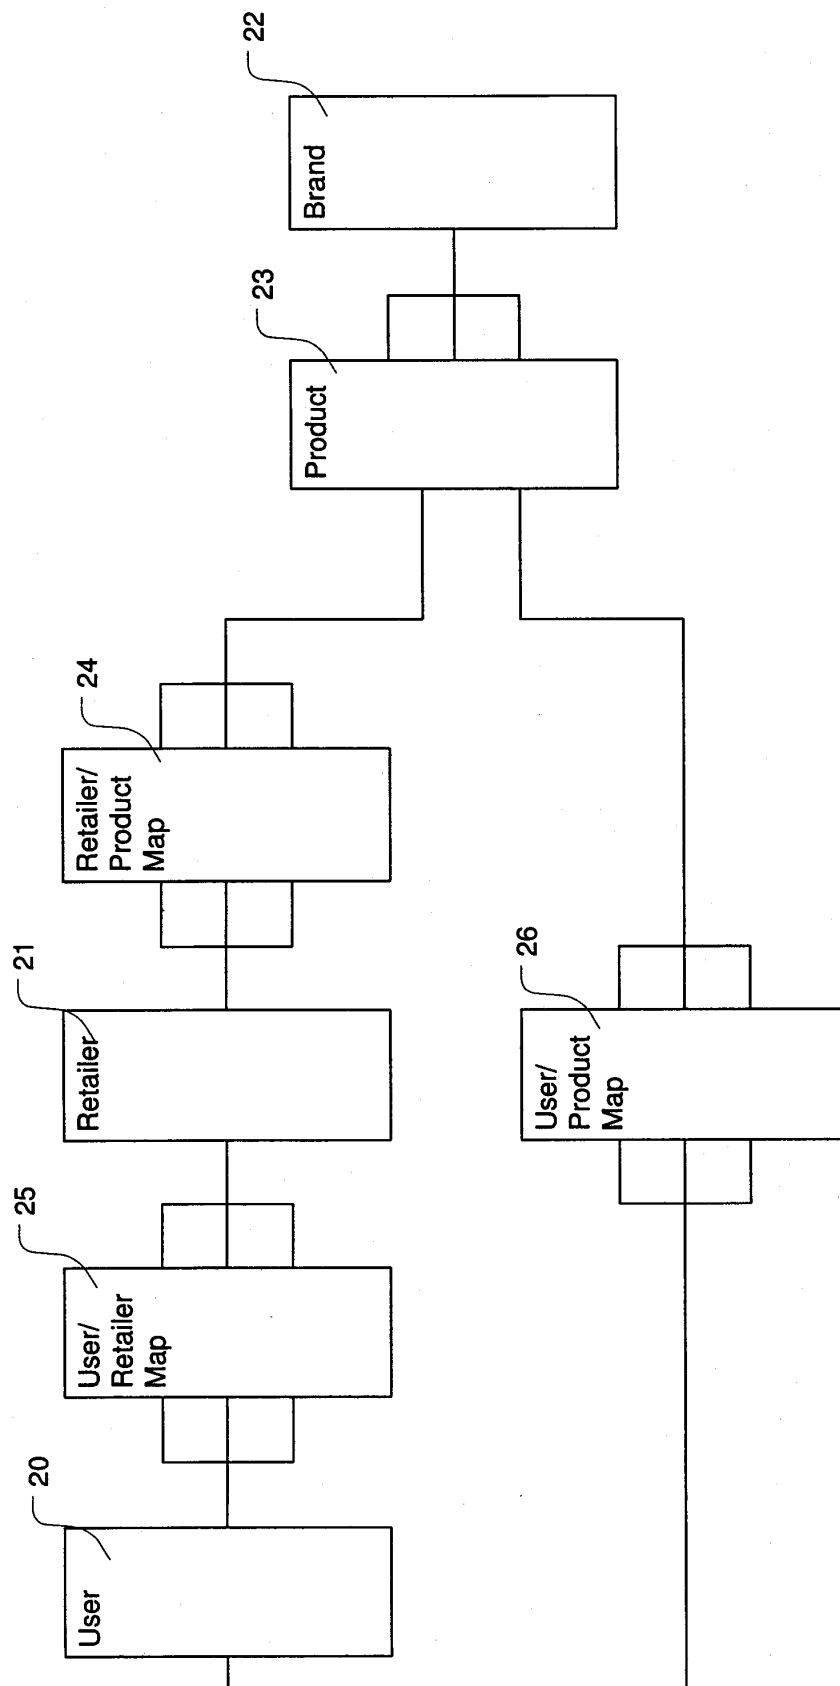 User
20
User/
Retailer
Map
25
Retailer
21
Retailer/
Product
Map
24
Product
23
Brand
22
User/
Product
Map
26